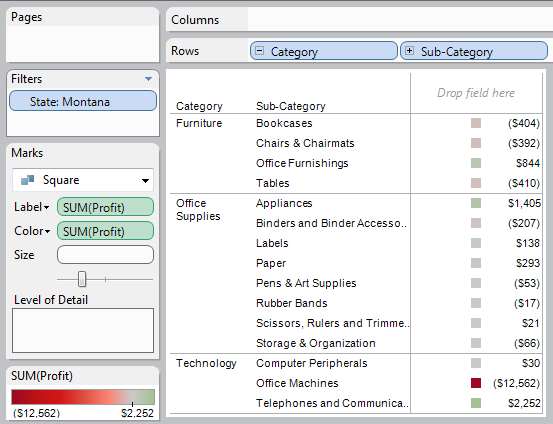 Pages
Columns
Rows
Category
Sub-Category
Filters
State: Montana
Marks
Square
Label
SUM(Profit)
Color
SUM(Profit)
Size
Level of Detail
SUM(Profit)
($12,562) $2,252
Drop field here
Category Sub-Category
Furniture Bookcases ($404)
Chairs & Chairmats ($392)
Office Furnishings $844
Tables ($410)
Office Supplies Appliances $1,405
Binders and Binder Accesso.. ($207)
Labels $138
Paper $293
Pens & Art Supplies ($53)
Rubber Bands ($17)
Scissors, Rulers and Trimme.. $21
Storage & Organization ($66)
Technology Computer Peripherals $30
Office Machines ($12,562)
Telephones and Communica.. $2,252